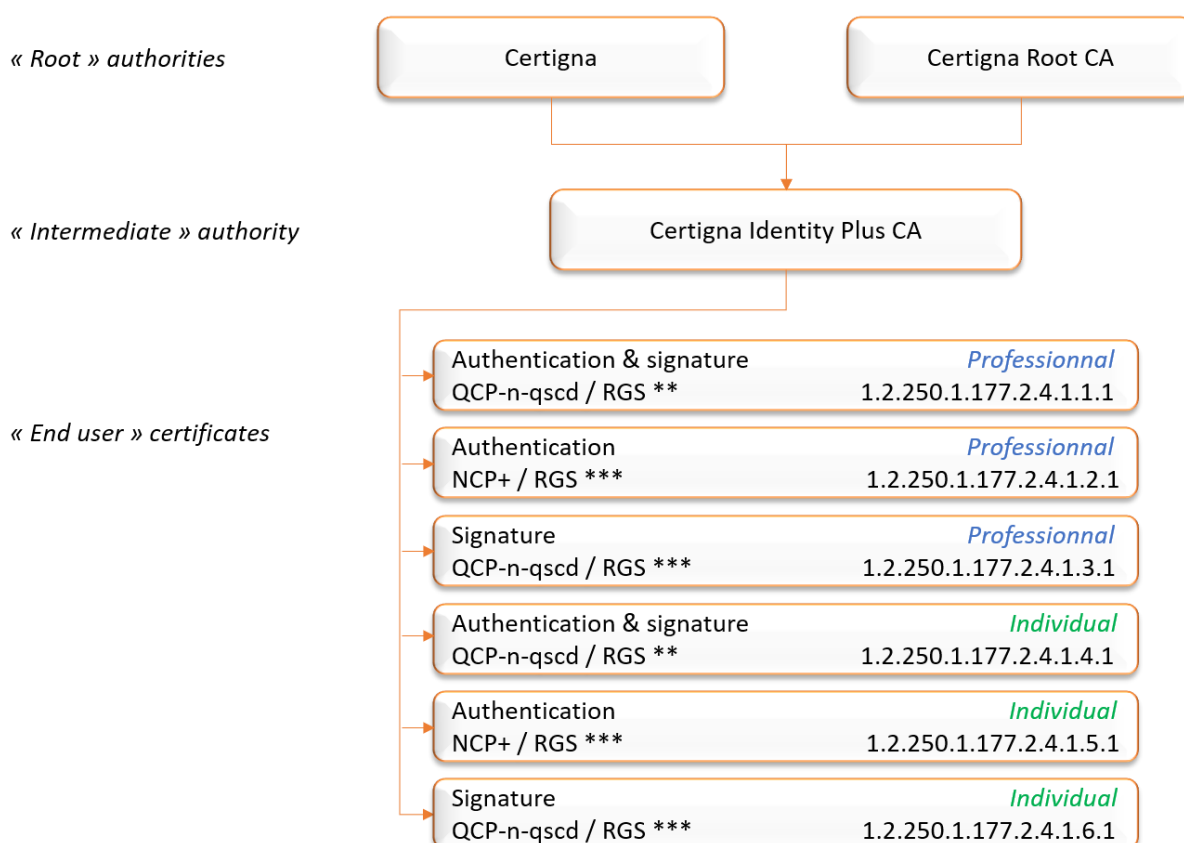 « Root » authorities
Certigna
Certigna Root CA
« Intermediate » authority
Certigna Identity Plus CA
« End user » certificates
Authentication & signature Professionnal
QCP-n-qscd / RGS ** 1.2.250.1.177.2.4.1.1.1
Authentication Professionnal
NCP+ / RGS *** 1.2.250.1.177.2.4.1.2.1
Signature Professionnal
QCP-n-qscd / RGS *** 1.2.250.1.177.2.4.1.3.1
Authentication & signature Individual
QCP-n-qscd / RGS ** 1.2.250.1.177.2.4.1.4.1
Authentication Individual
NCP+ / RGS *** 1.2.250.1.177.2.4.1.5.1
Signature Individual
QCP-n-qscd / RGS *** 1.2.250.1.177.2.4.1.6.1